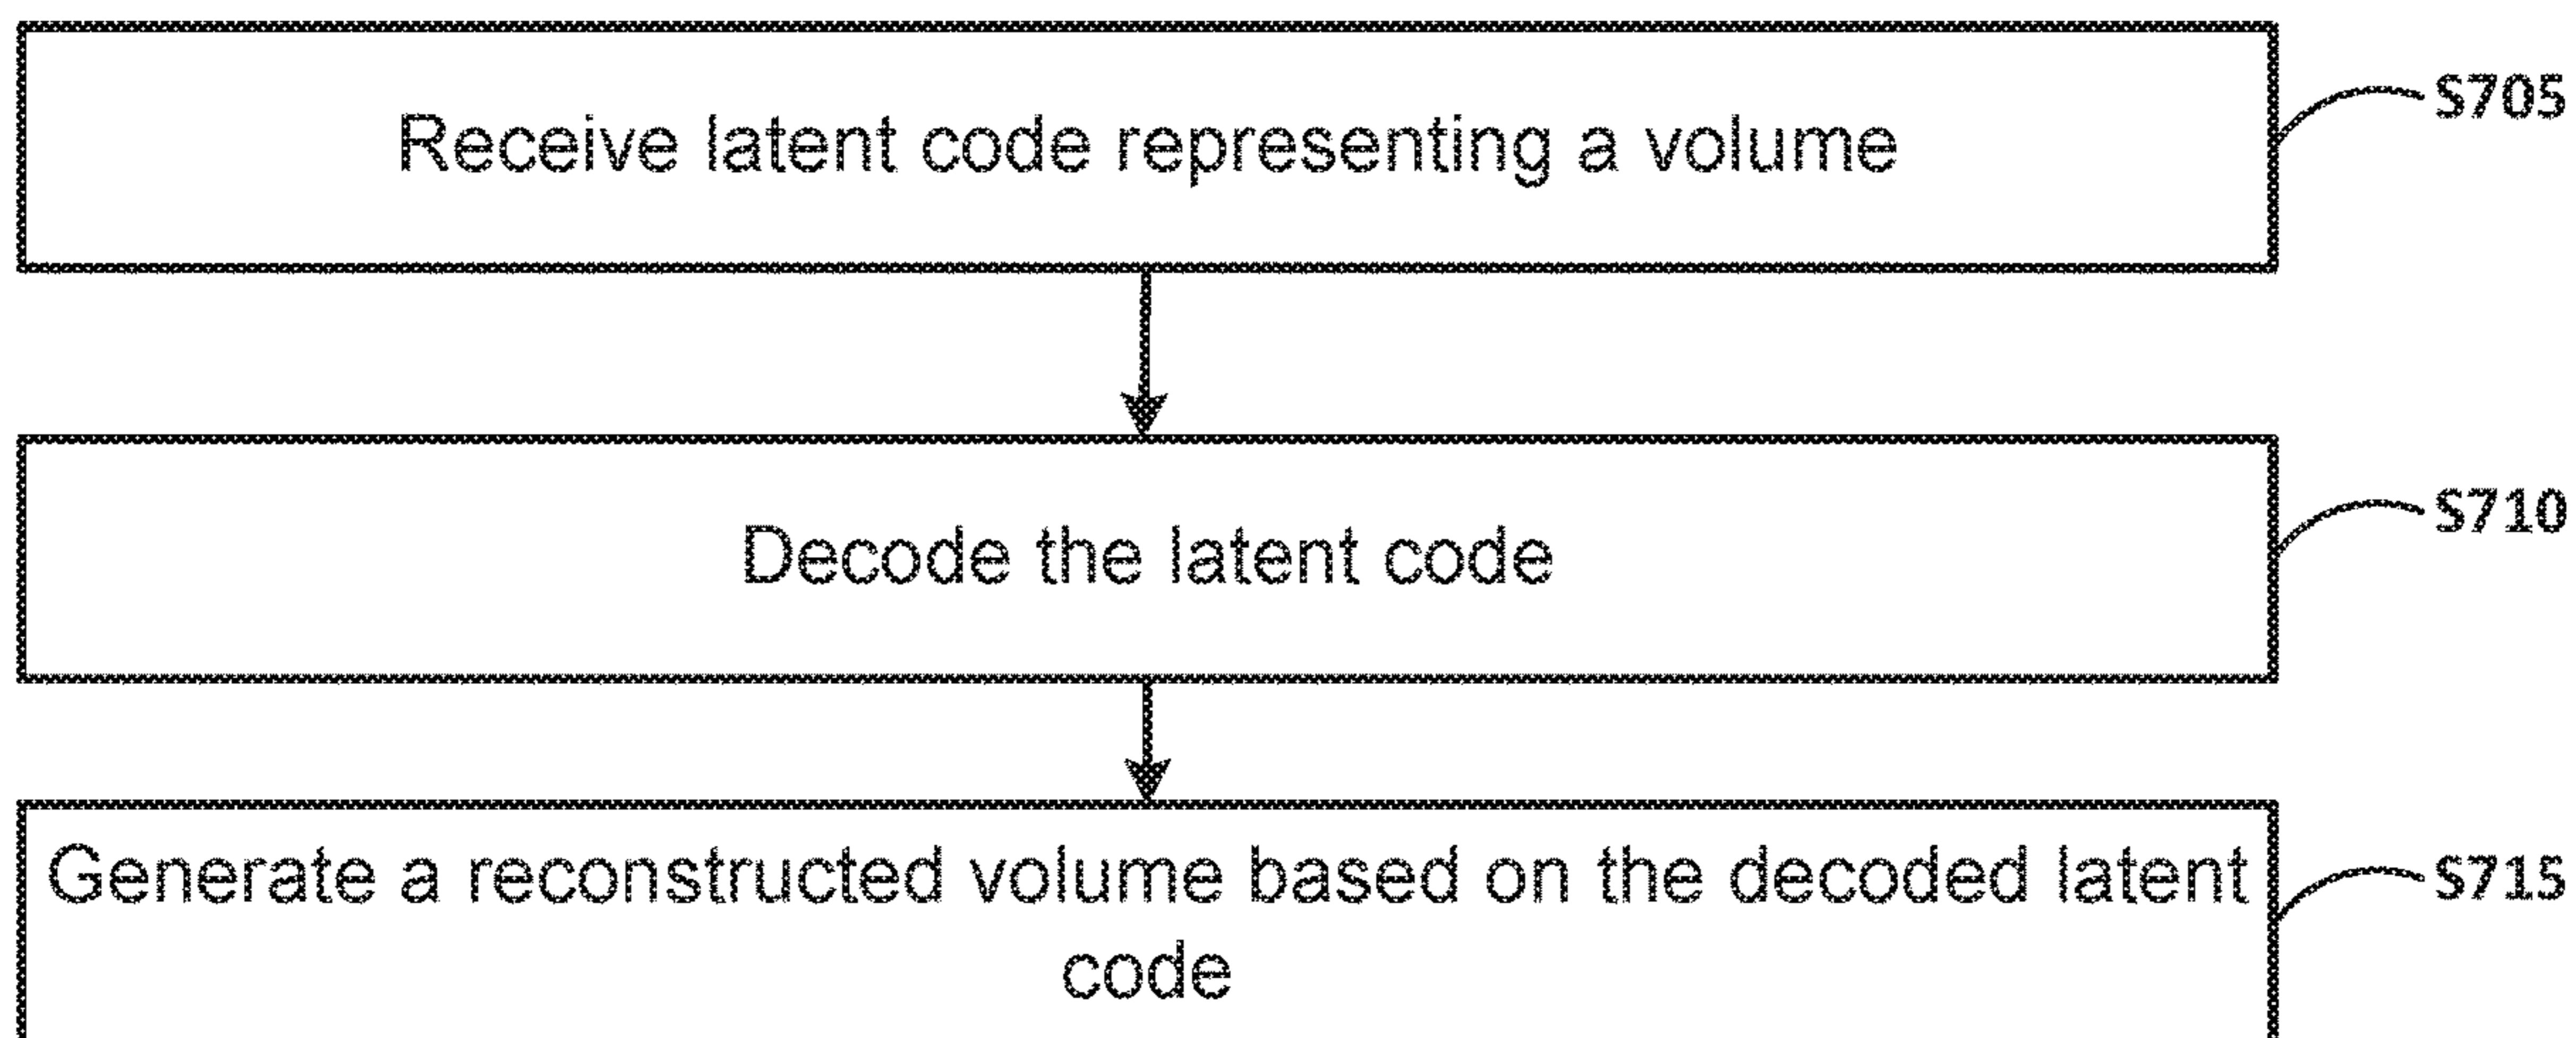 Receive latent code representing a volume
S705
Decode the latent code
S710
Generate a reconstructed volume based on the decoded latent
code
S715